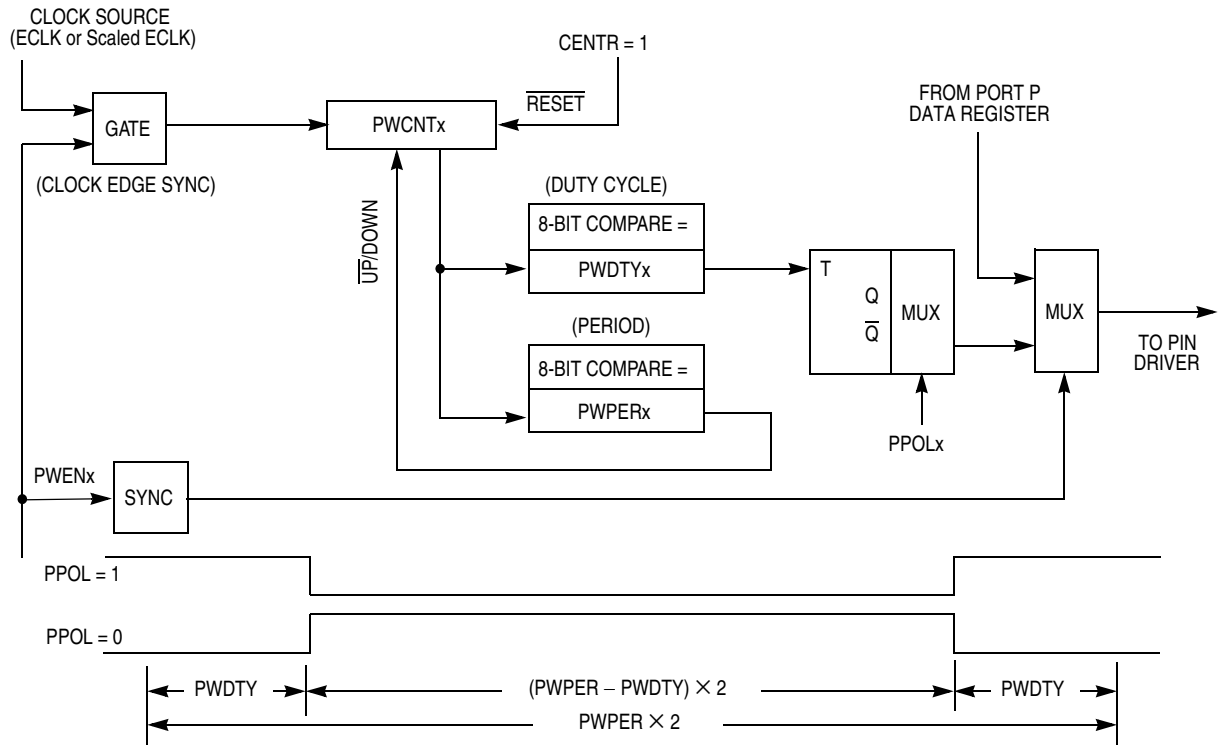 CLOCK SOURCE
(ECLK or Scaled ECLK)
CENTR = 1
RESET
FROM PORT P
DATA REGISTER
GATE
PWCNTx
(CLOCK EDGE SYNC)
UP/DOWN
(DUTY CYCLE)
8-BIT COMPARE =
PWDTYx
T
Q
Q
MUX
MUX
TO PIN
DRIVER
(PERIOD)
8-BIT COMPARE =
PWPERx
PPOLx
PWENx
SYNC
PPOL = 1
PPOL = 0
PWDTY
(PWPER − PWDTY) × 2
PWDTY
PWPER × 2